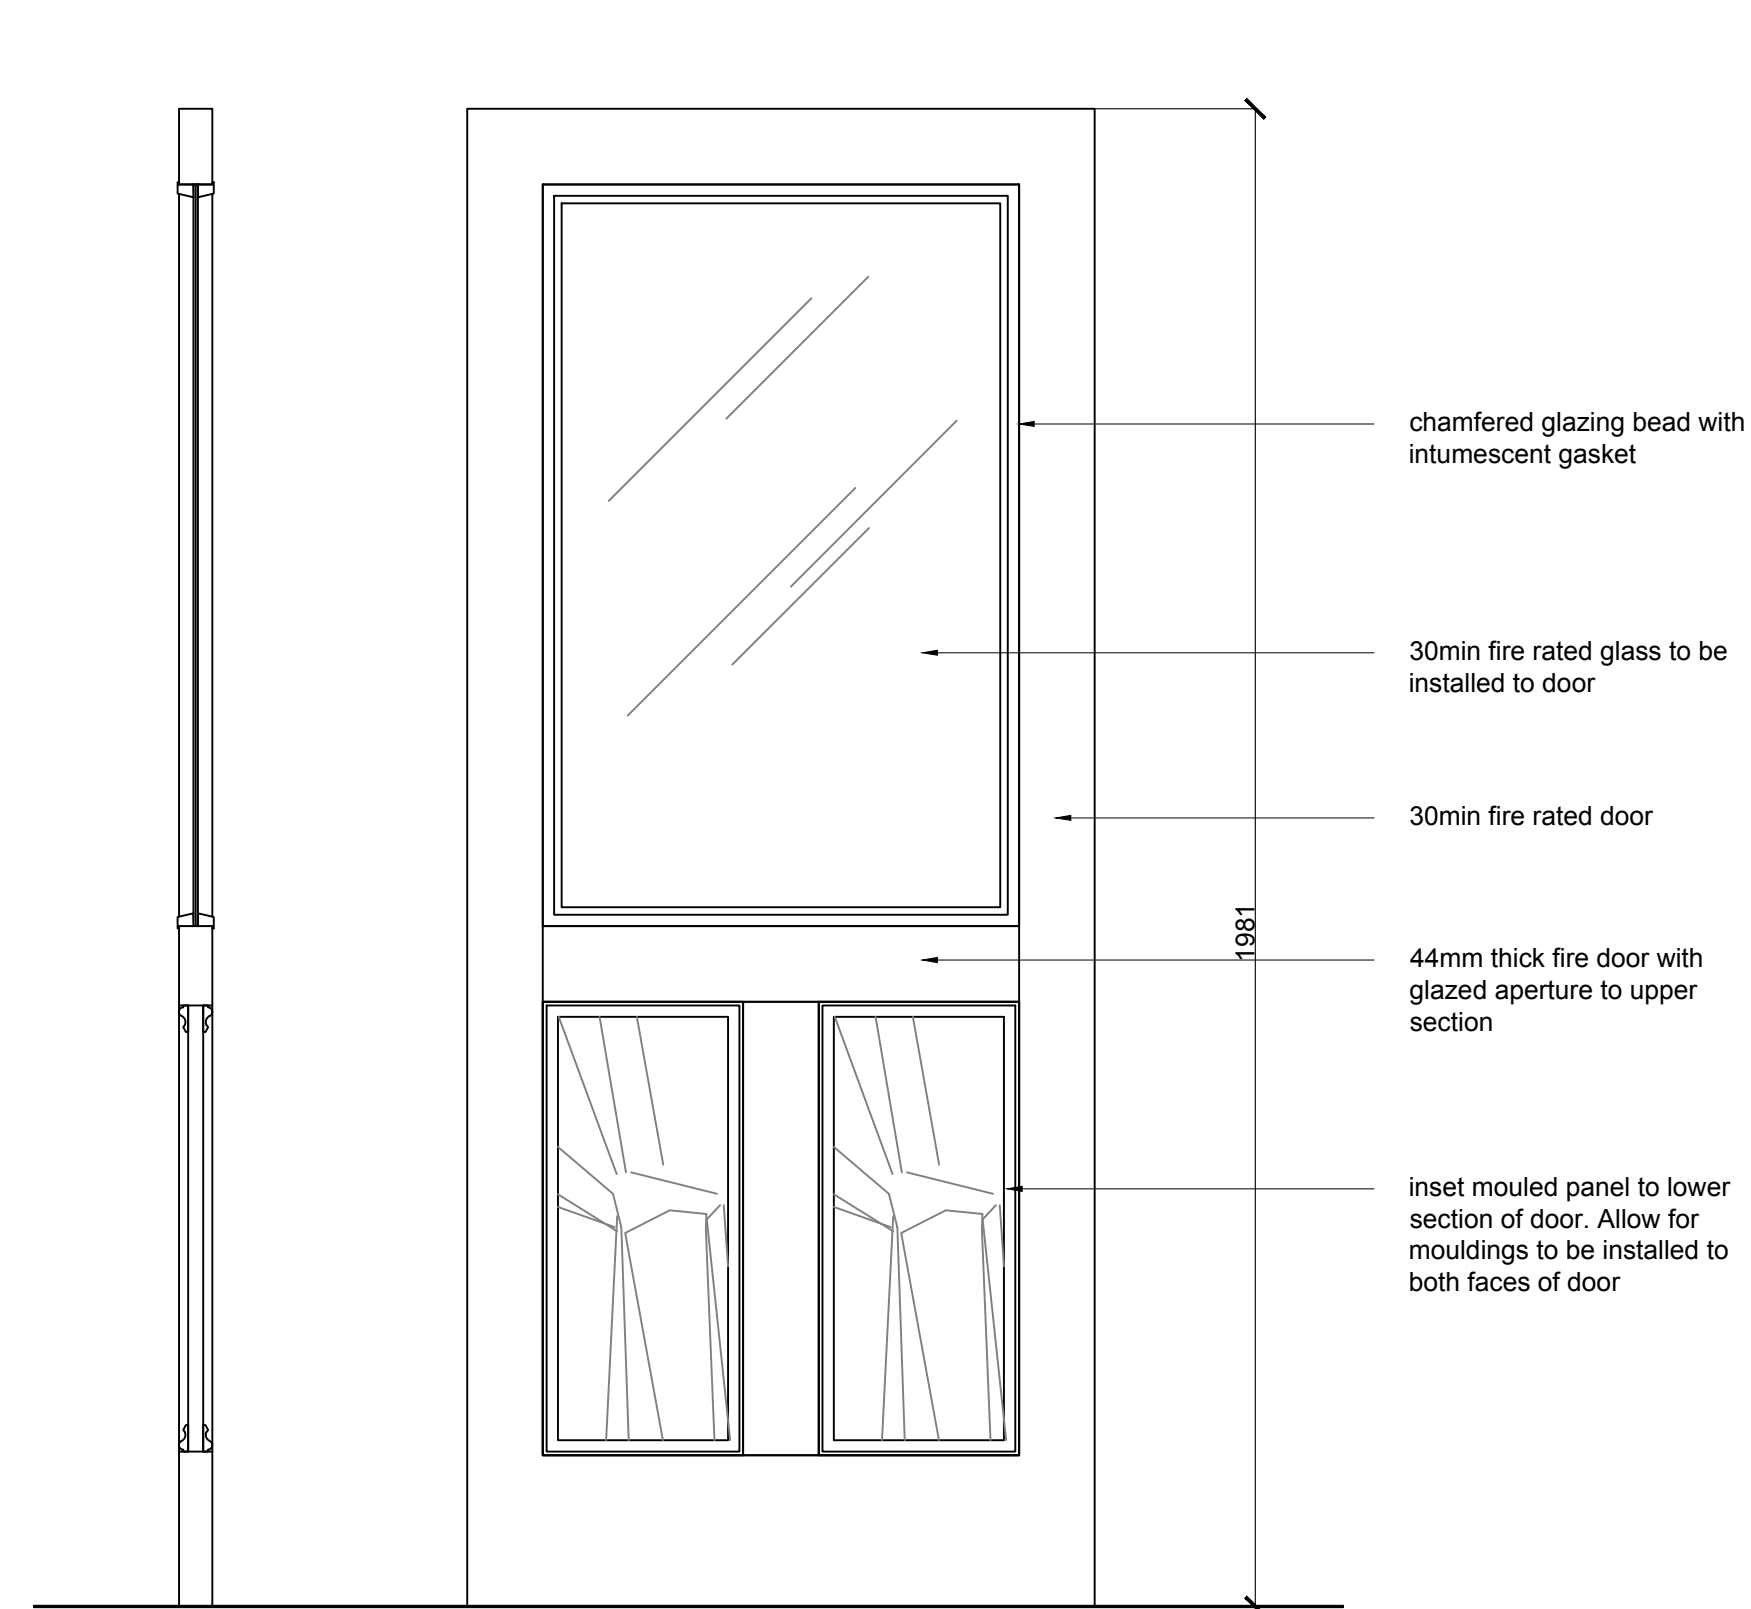 chamfered glazing bead with
intumescent gasket
30min fire rated glass to be
installed to door
30min fire rated door
1981
44mm thick fire door with
glazed aperture to upper
section
inset mouled panel to lower
section of door. Allow for
mouldings to be installed to
both faces of door